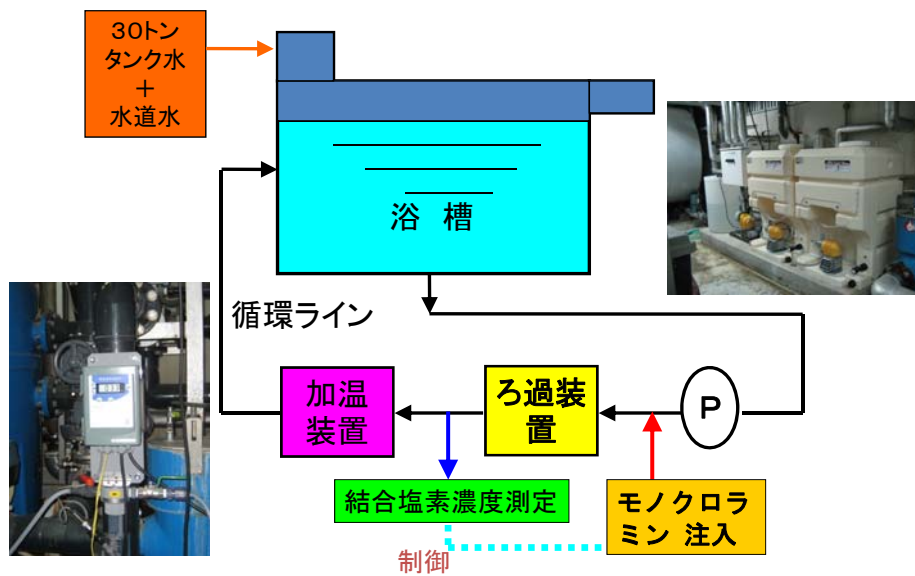 ３０トン
タンク水
＋
水道水
浴 槽
循環ライン
加温
装置
ろ過装
置
P
結合塩素濃度測定
モノクロラ
ミン 注入
制御